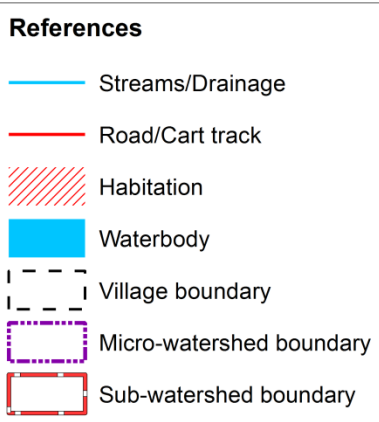 References
Streams/Drainage
Road/Cart track
Habitation
Waterbody
Village boundary
Micro-watershed boundary
Sub-watershed boundary